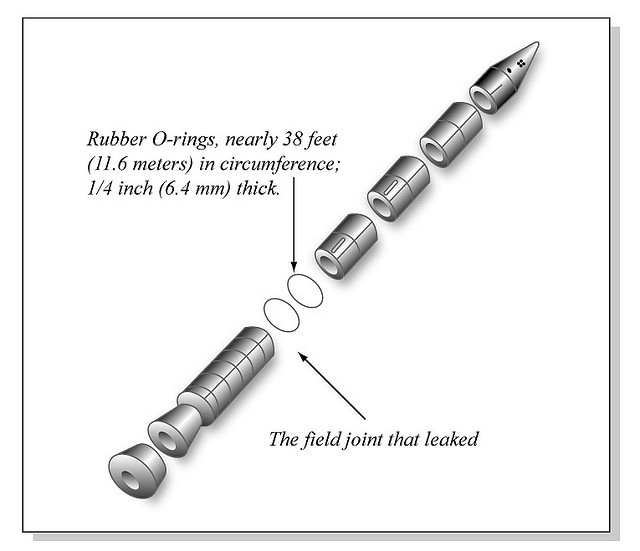 Rubber O-rings, nearly 38 feet
(11.6 meters) in circumference;
1/4 inch (6.4 mm) thick.
The field joint that leaked